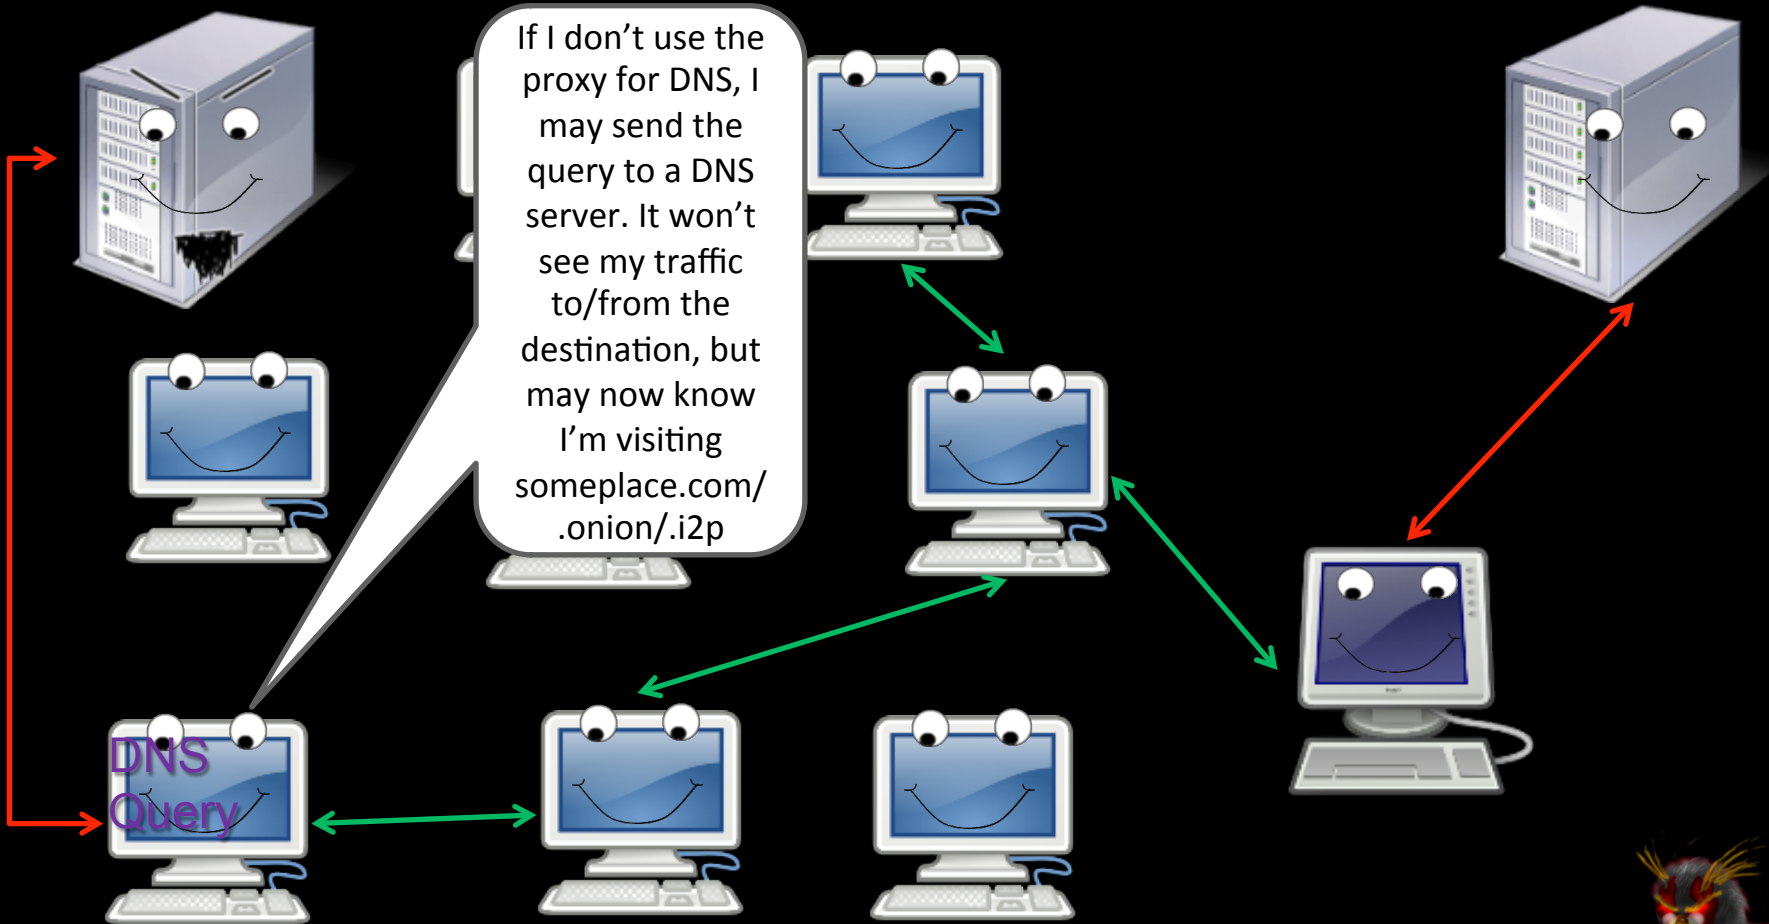 If I don’t use the
proxy for DNS, I
may send the
query to a DNS
server. It won’t
see my traffic
to/from the
destination, but
may now know
I’m visiting
someplace.com/
.onion/.i2p
DNS
Query